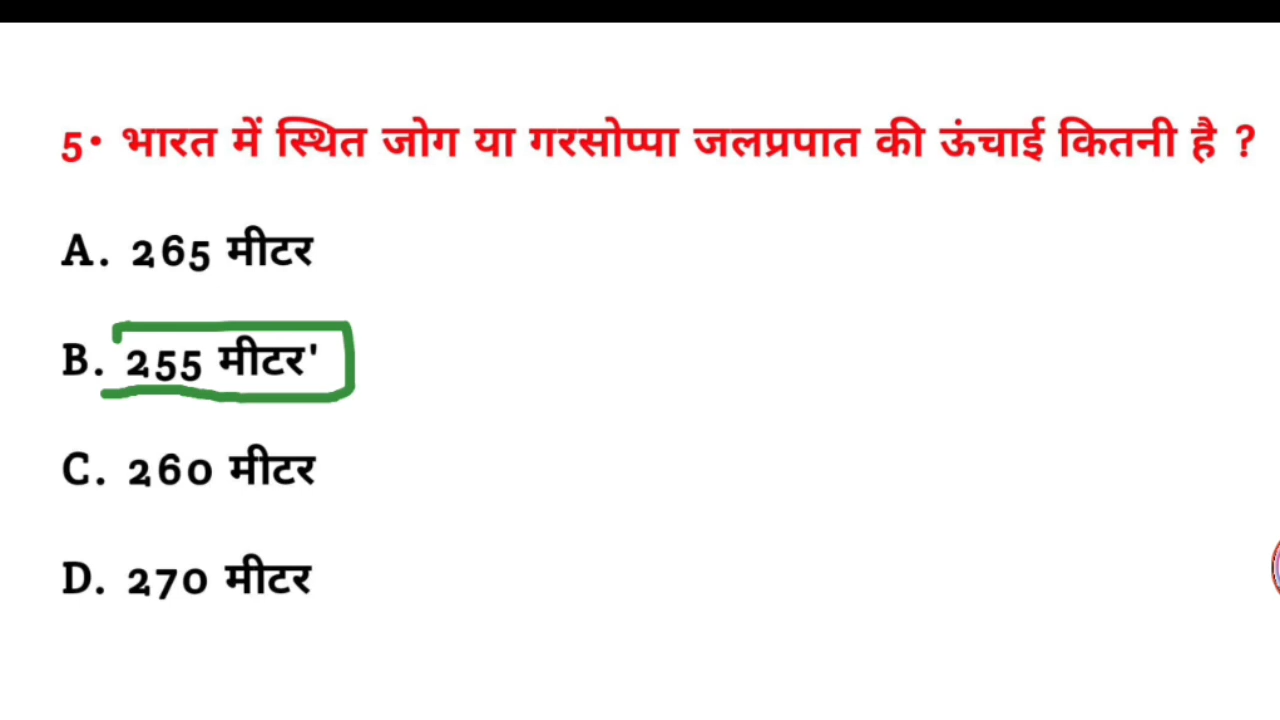 5· भारत में स्थित जोग या गरसोप्पा जलप्रपात की ऊंचाई कितनी है ?
A. 265 मीटर
B. 255 मीटर'
C. 260 मीटर
D. 270 मीटर